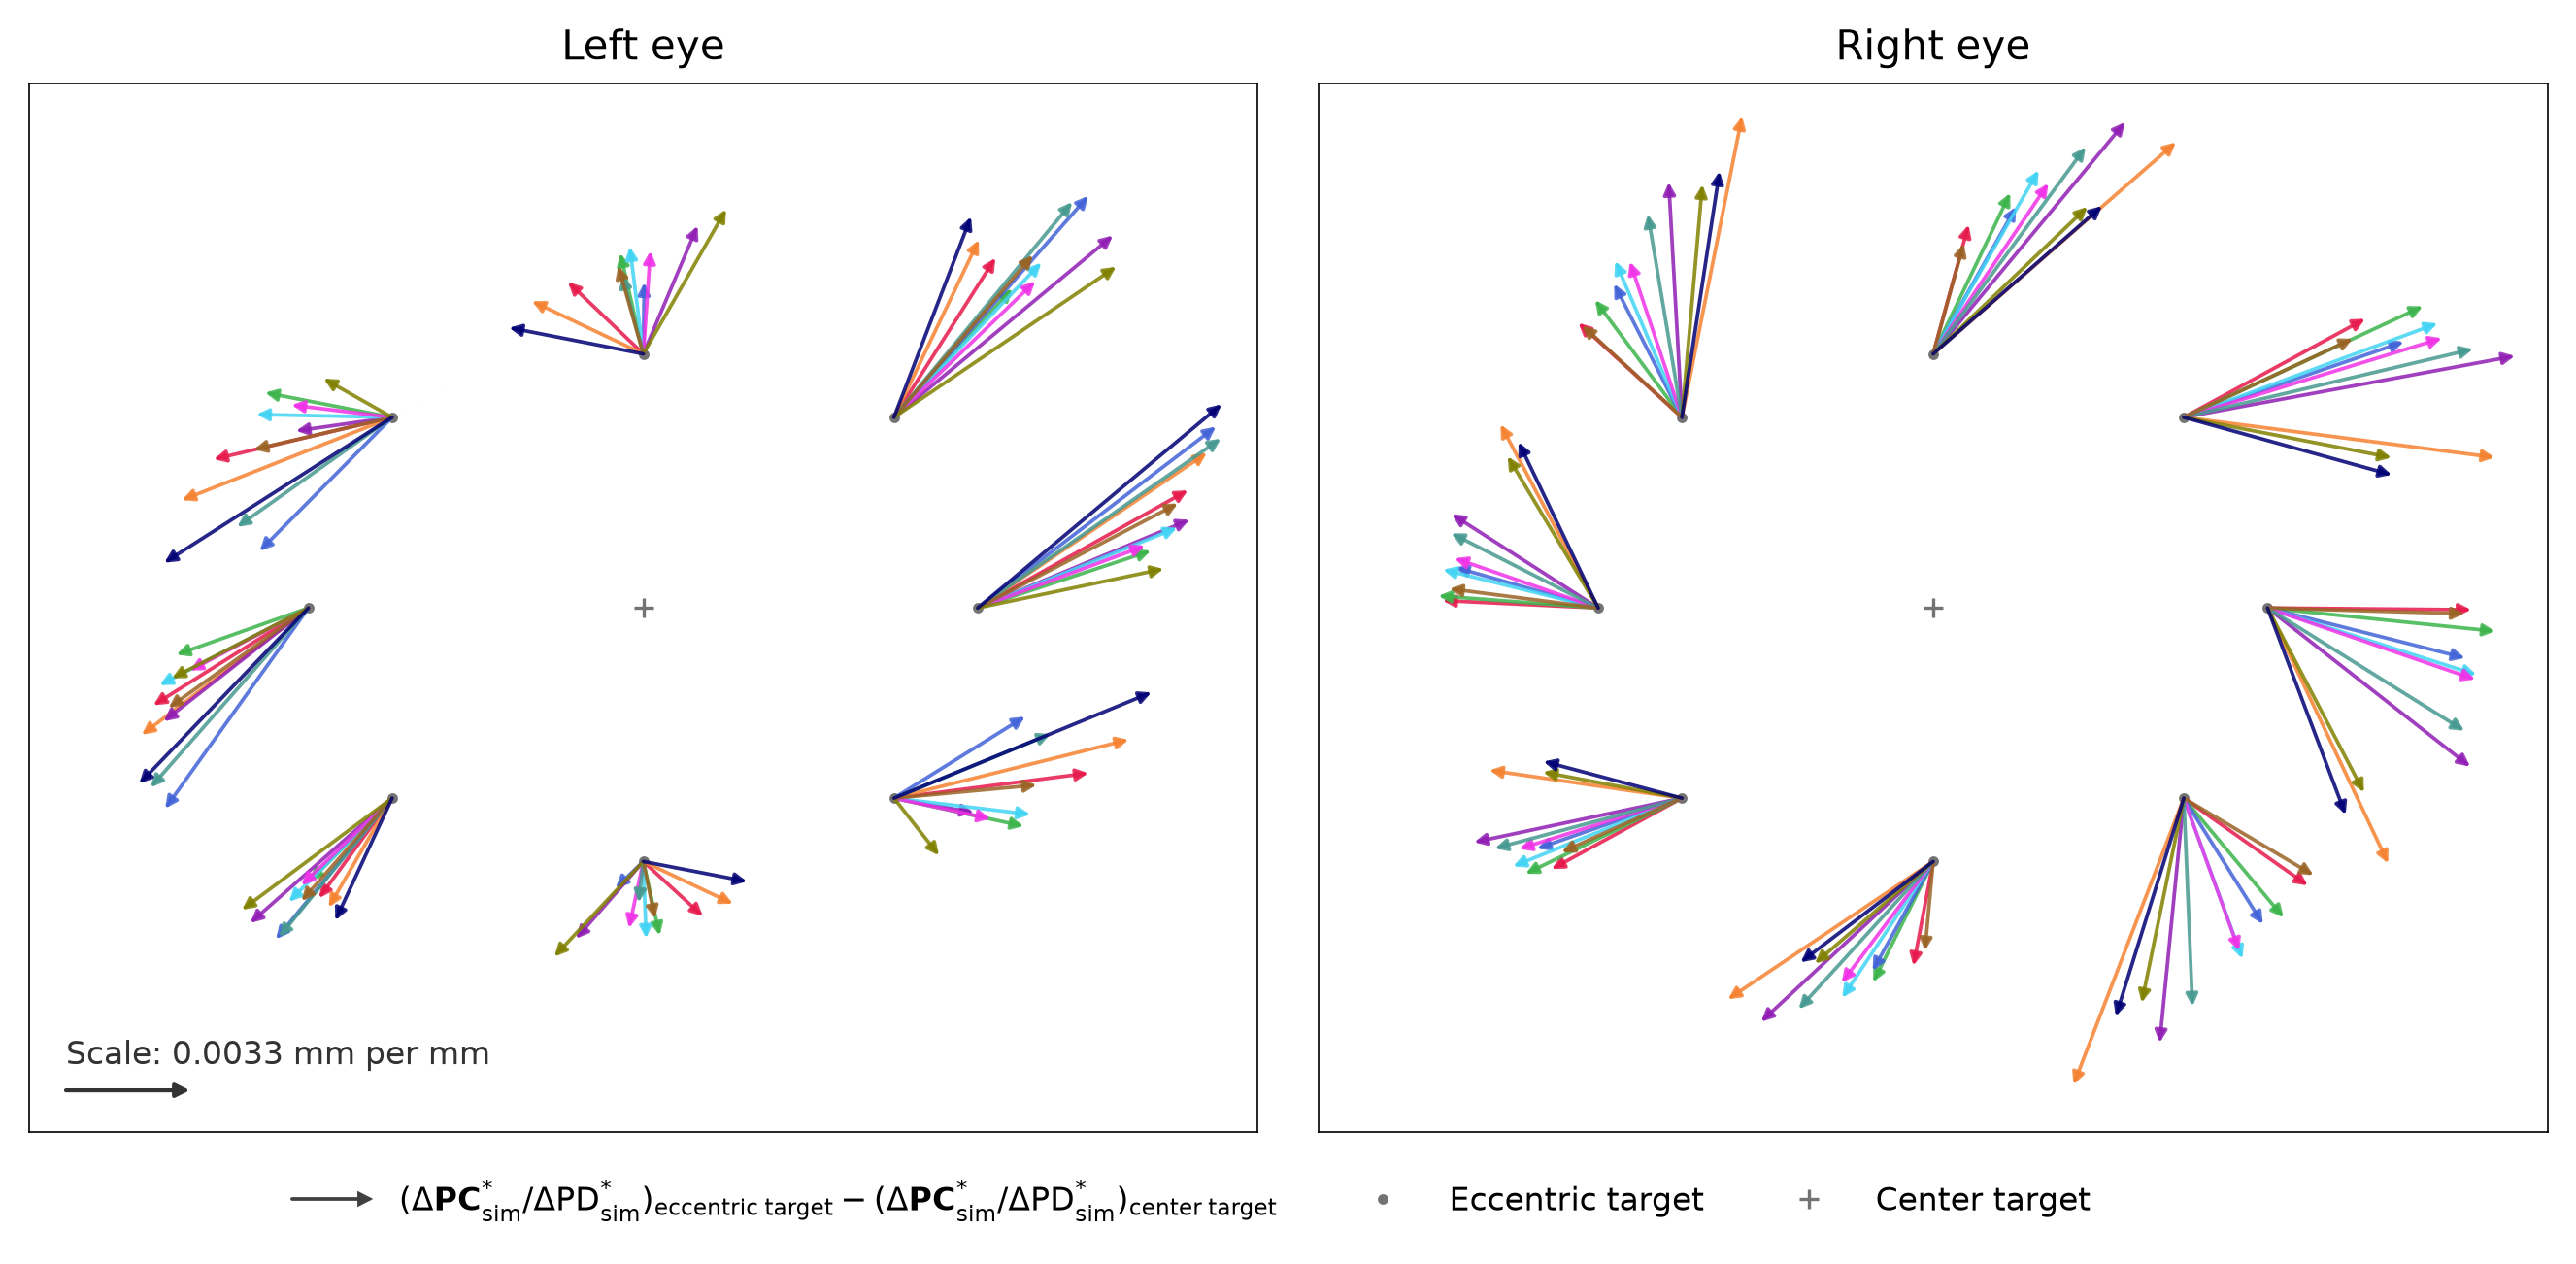 Left eye
Right eye
Scale: 0.0033 mm per mm
(ΔPC*sim/ΔPD*sim)eccentric target − (ΔPC*sim/ΔPD*sim)center target
Eccentric target
Center target